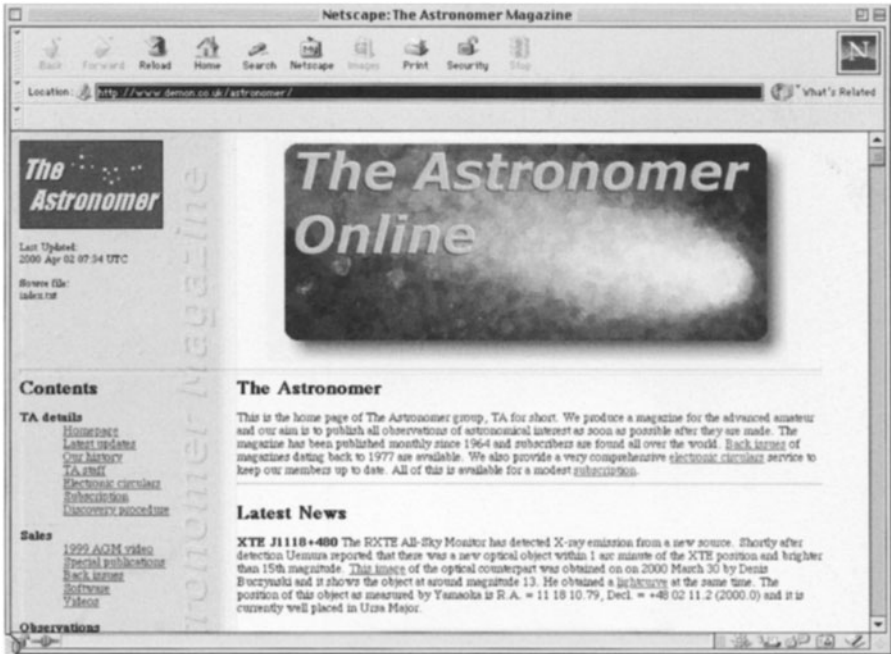 Netscape: The Astronomer Magazine
Back Forward Reload Home Search Netscape Images Print Security Stop
Location: http://www.demon.co.uk/astronomer/ What's Related
The
Astronomer
The Astronomer
Online
Last Updated:
2000 Apr 02 07:34 UTC
Source file:
index.txt
Contents
TA details
Homepage
Latest updates
Our history
TA staff
Electronic circulars
Subscription
Discovery procedure
Sales
1999 AGM video
Special publications
Back issues
Software
Videos
Observations
The Astronomer
This is the home page of The Astronomer group, TA for short. We produce a magazine for the advanced amateur
and our aim is to publish all observations of astronomical interest as soon as possible after they are made. The
magazine has been published monthly since 1964 and subscribers are found all over the world. Back issues of
magazines dating back to 1977 are available. We also provide a very comprehensive electronic circulars service to
keep our members up to date. All of this is available for a modest subscription.
Latest News
XTE J1118+480 The RXTE All-Sky Monitor has detected X-ray emission from a new source. Shortly after
detection Uemura reported that there was a new optical object within 1 arc minute of the XTE position and brighter
than 15th magnitude. This image of the optical counterpart was obtained on on 2000 March 30 by Denis
Buczynski and it shows the object at around magnitude 13. He obtained a lightcurve at the same time. The
position of this object as measured by Yamaoka is R.A. = 11 18 10.79, Decl. = +48 02 11.2 (2000.0) and it is
currently well placed in Ursa Major.
ronomer Magazine